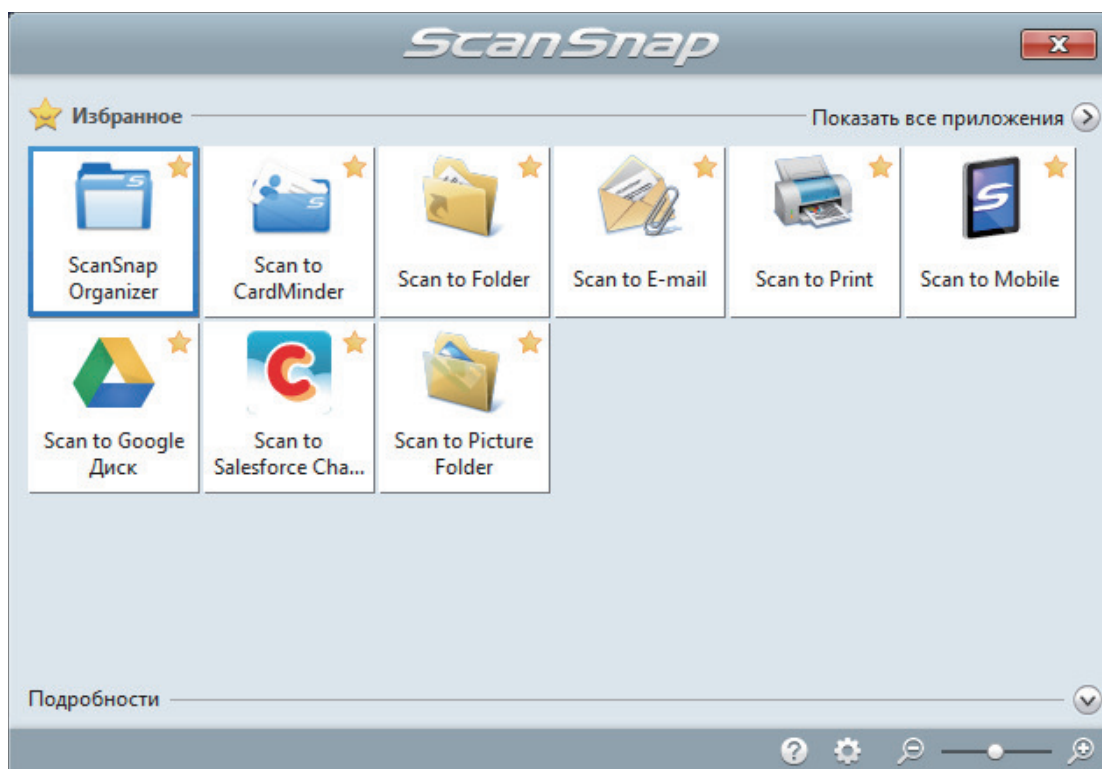 ScanSnap
Избранное
Показать все приложения
ScanSnap
Organizer
Scan to
CardMinder
Scan to Folder
Scan to E-mail
Scan to Print
Scan to Mobile
Scan to Google
Диск
Scan to
Salesforce Cha...
Scan to Picture
Folder
Подробности